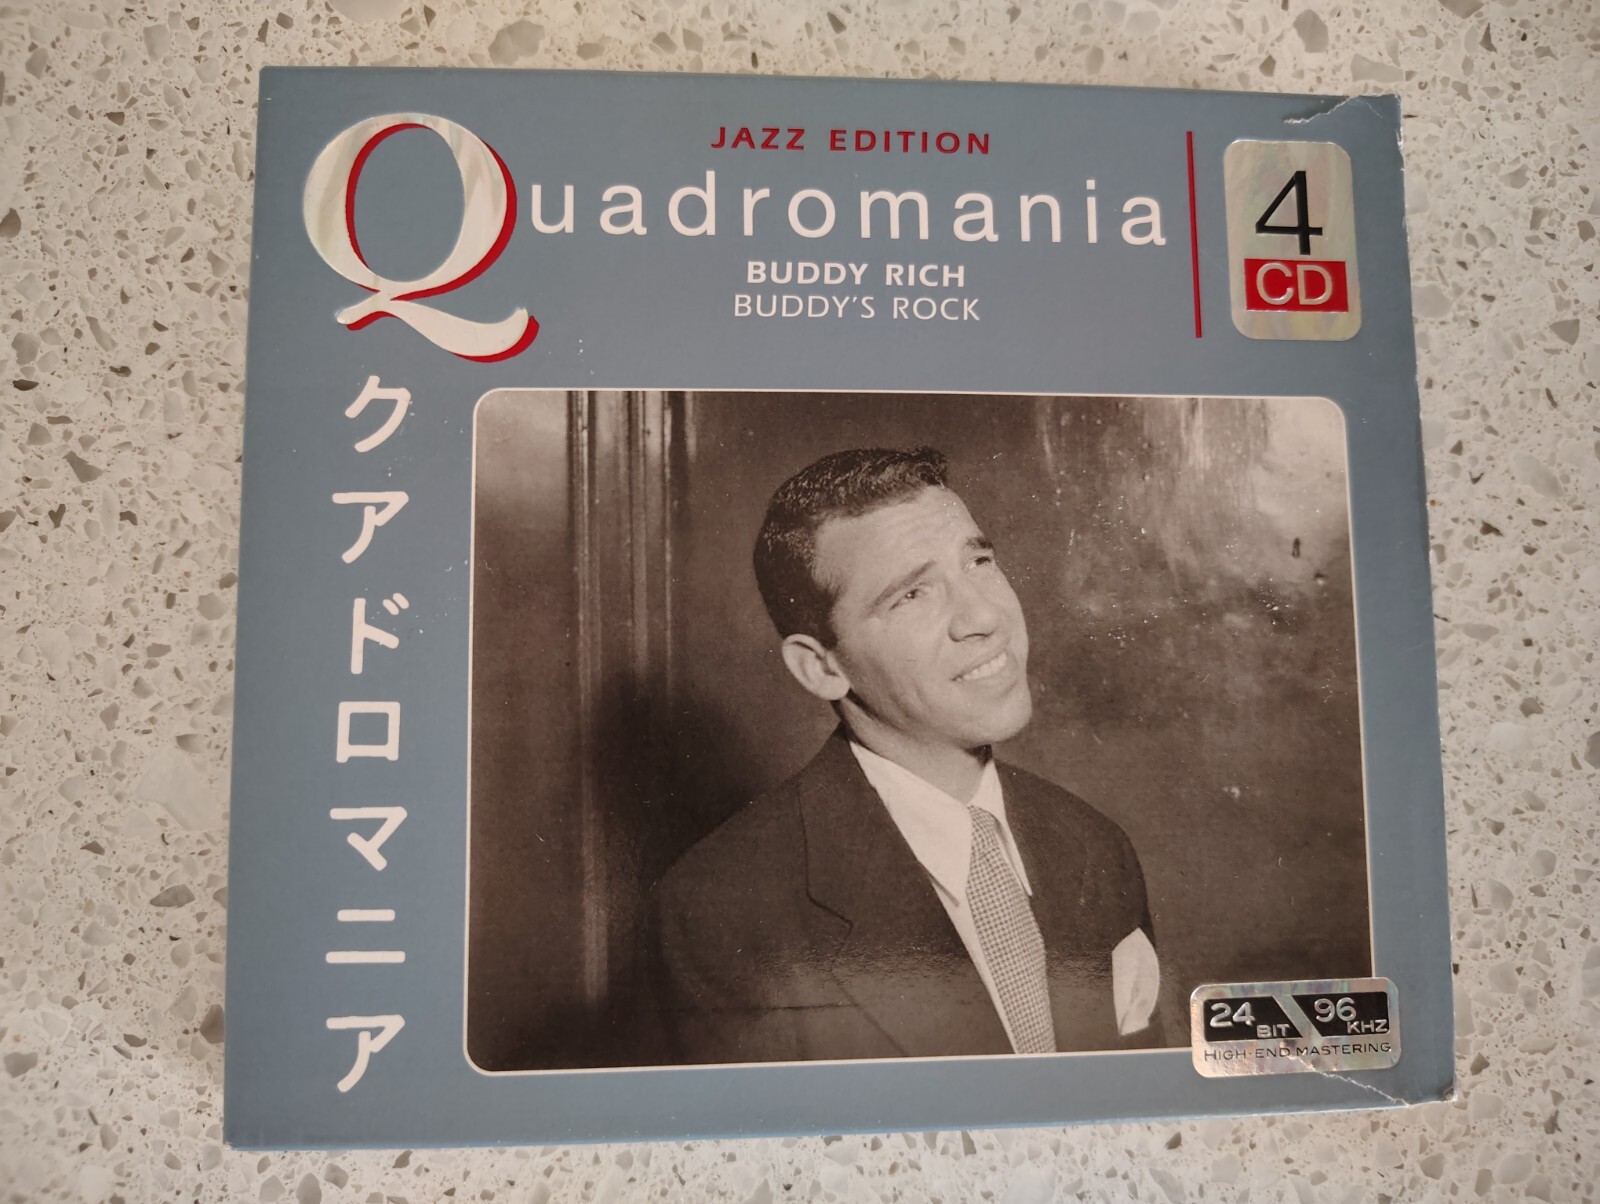 JAZZ EDITION
Quadromania
BUDDY RICH
BUDDY'S ROCK
4
CD
クアドロマニア
24 BIT 96 KHZ
HIGH-END MASTERING